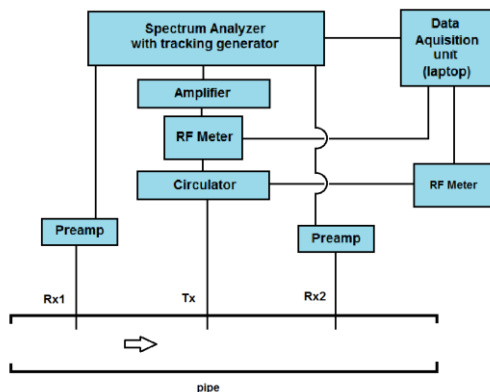 Spectrum Analyzer
with tracking generator
Data
Aquisition
unit
(laptop)
Amplifier
RF Meter
Circulator
RF Meter
Preamp
Preamp
Rx1
Tx
Rx2
pipe